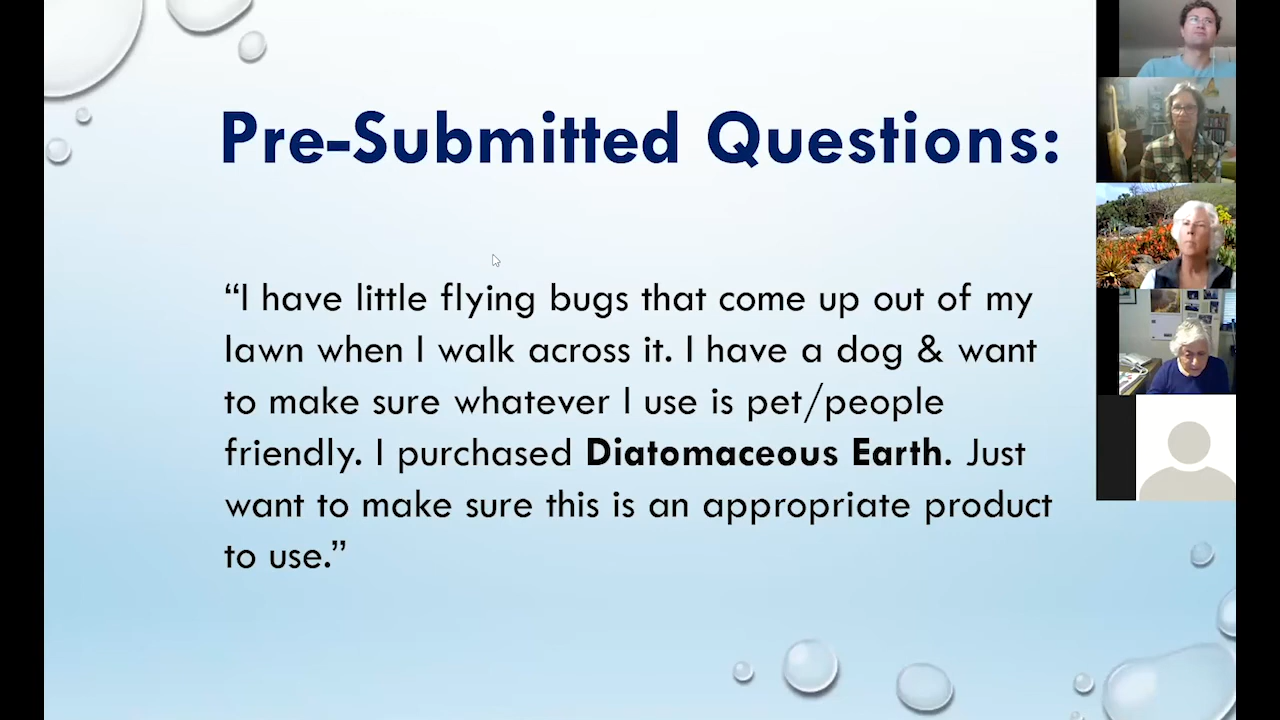 Pre-Submitted Questions:
“I have little flying bugs that come up out of my
lawn when I walk across it. I have a dog & want
to make sure whatever I use is pet/people
friendly. I purchased Diatomaceous Earth. Just
want to make sure this is an appropriate product
to use.”